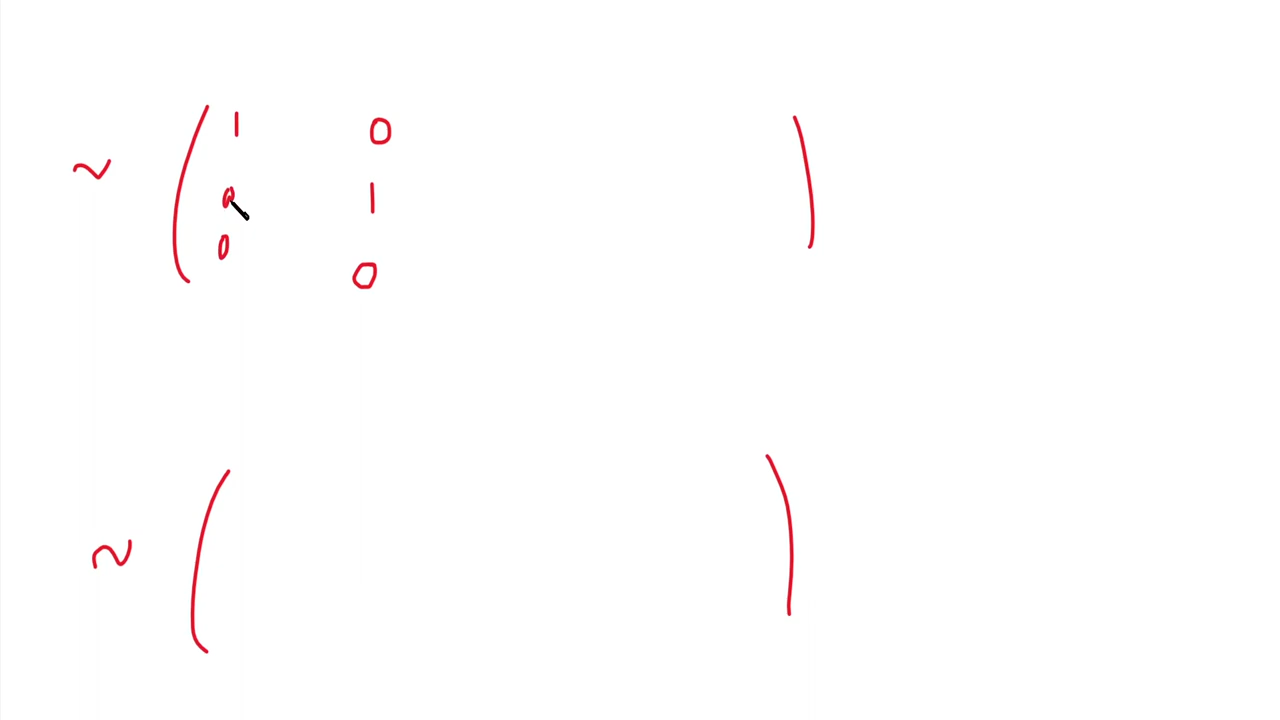 ~ ( 1 0 )
0 1
0 0
~ ( )